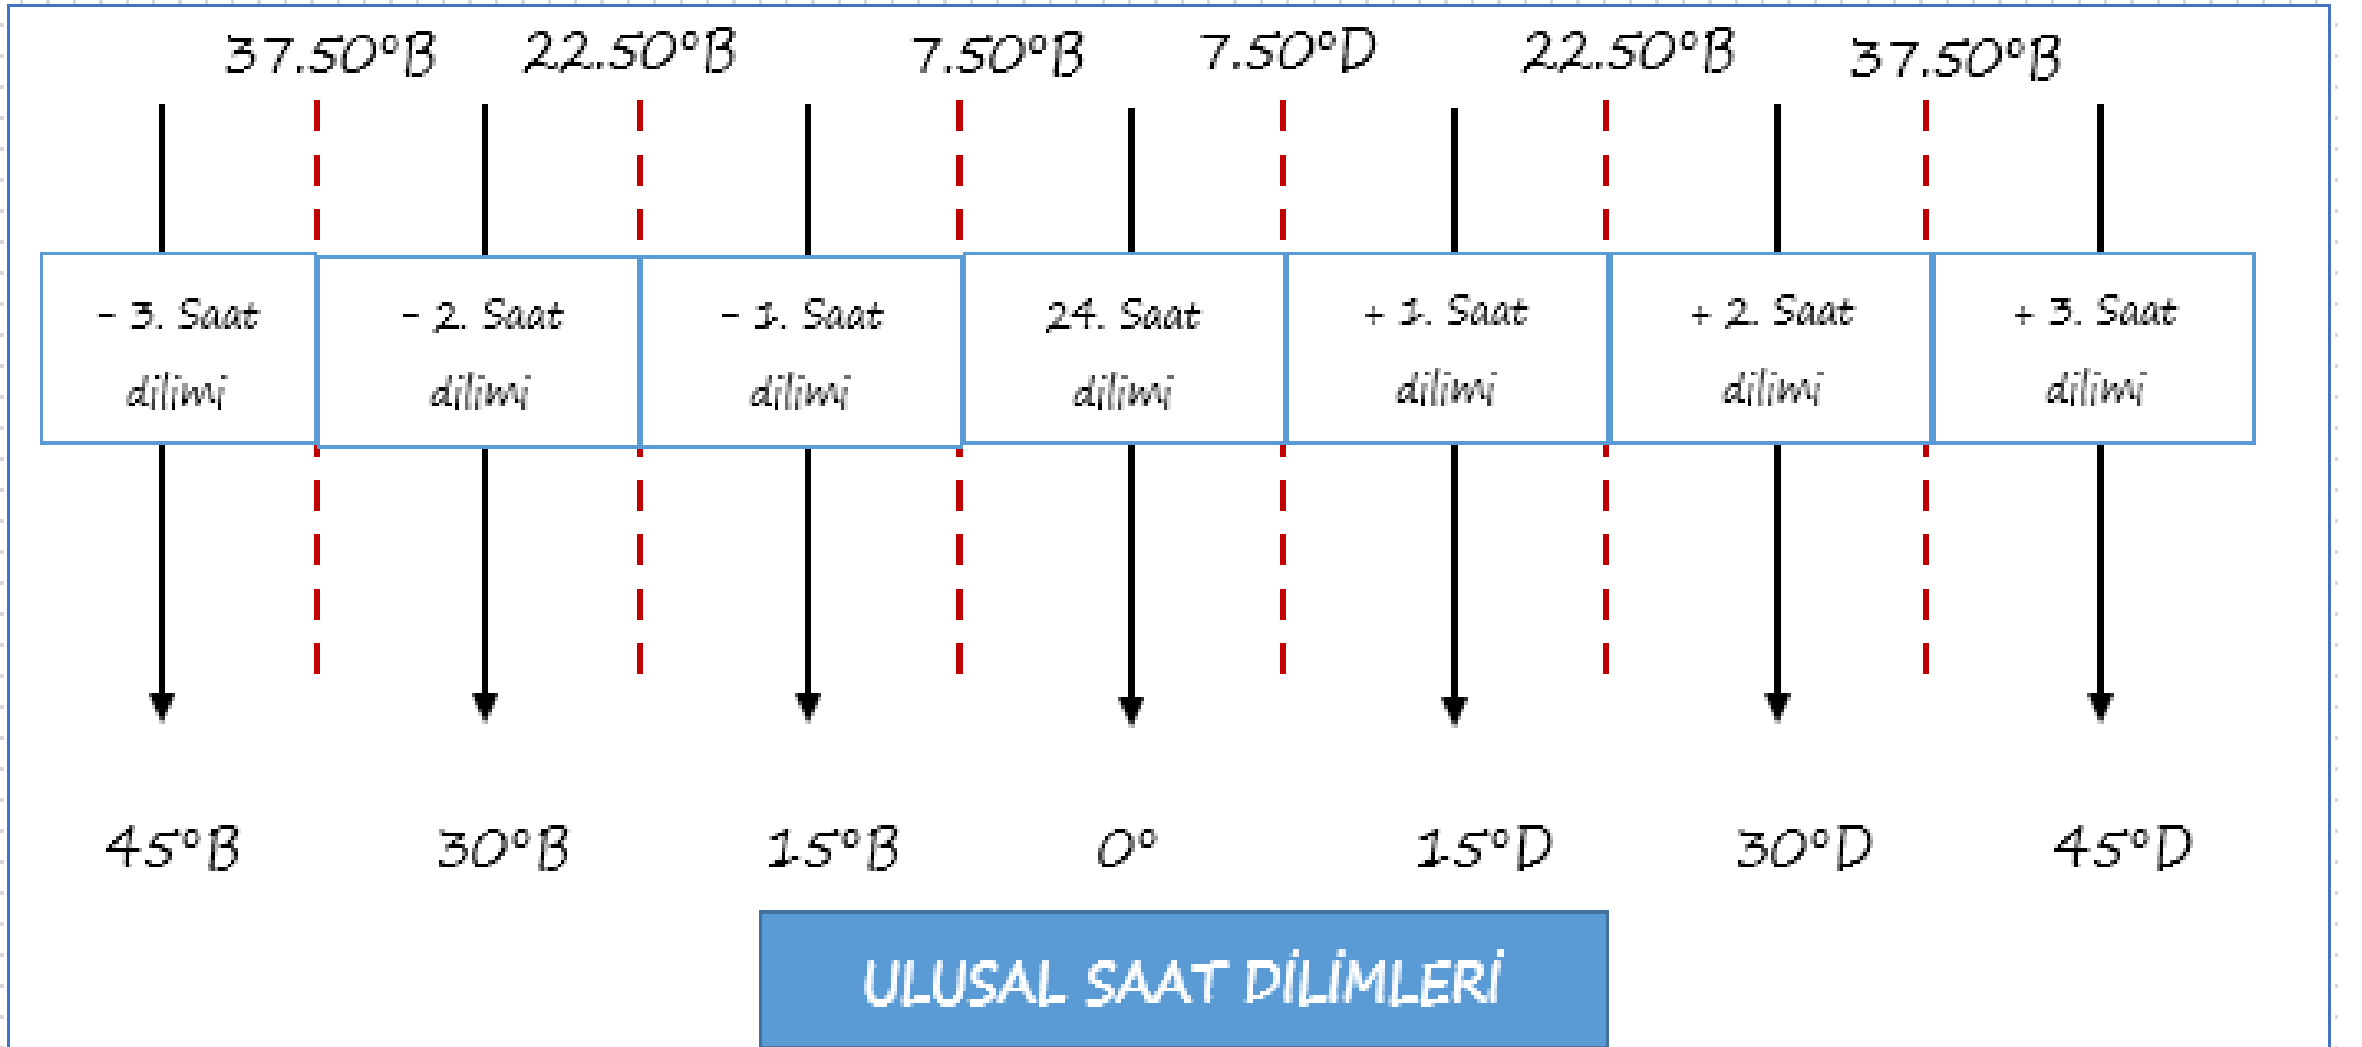 37.50°B 22.50°B 7.50°B 7.50°D 22.50°B 37.50°B
- 3. Saat dilimi
- 2. Saat dilimi
- 1. Saat dilimi
24. Saat dilimi
+ 1. Saat dilimi
+ 2. Saat dilimi
+ 3. Saat dilimi
45°B 30°B 15°B 0° 15°D 30°D 45°D
ULUSAL SAAT DİLİMLERİ